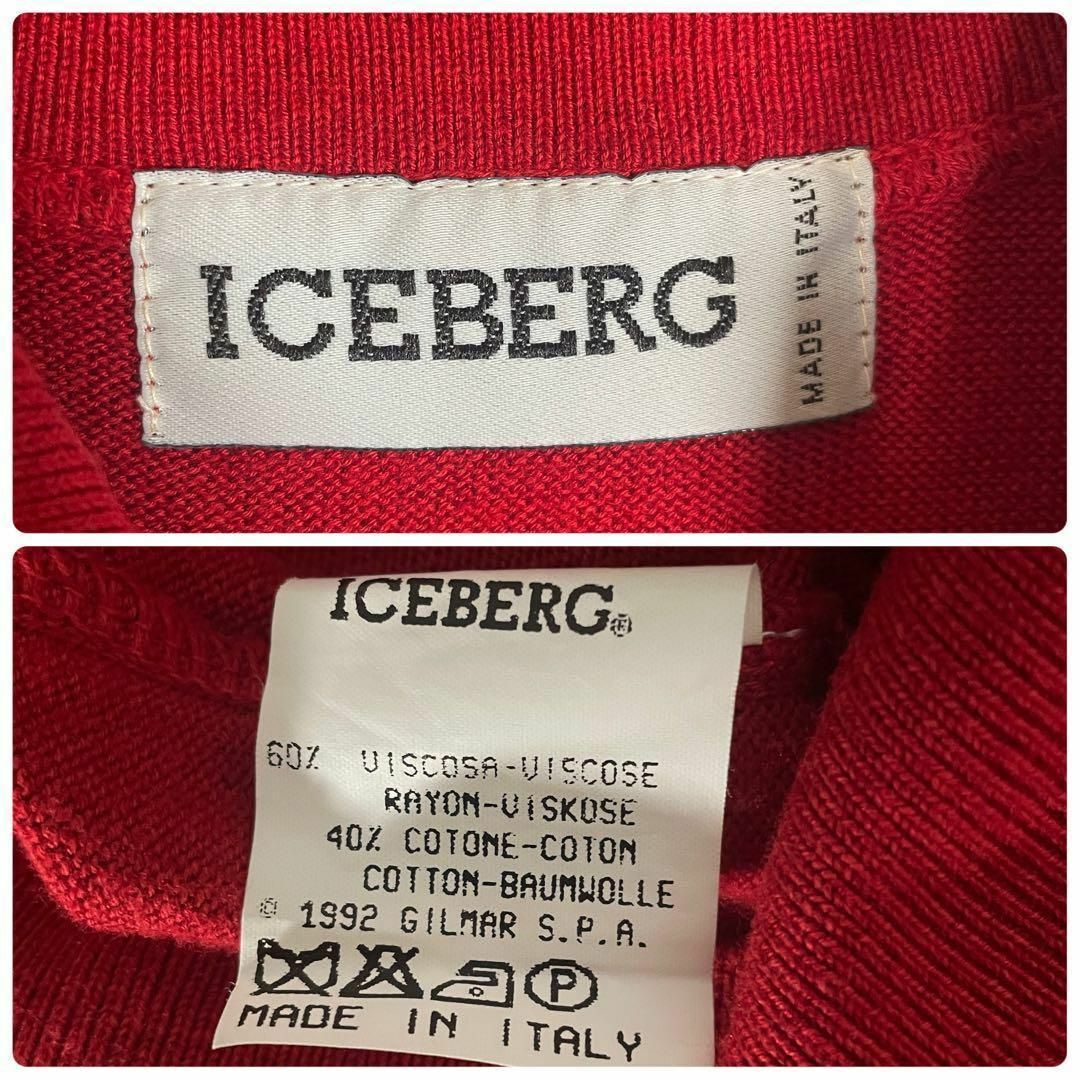 ICEBERG
MADE IN ITALY
ICEBERG®
60% VISCOSA-VISCOSE
RAYON-VISKOSE
40% COTONE-COTON
COTTON-BAUMWOLLE
© 1992 GILMAR S.P.A.
P
MADE IN ITALY